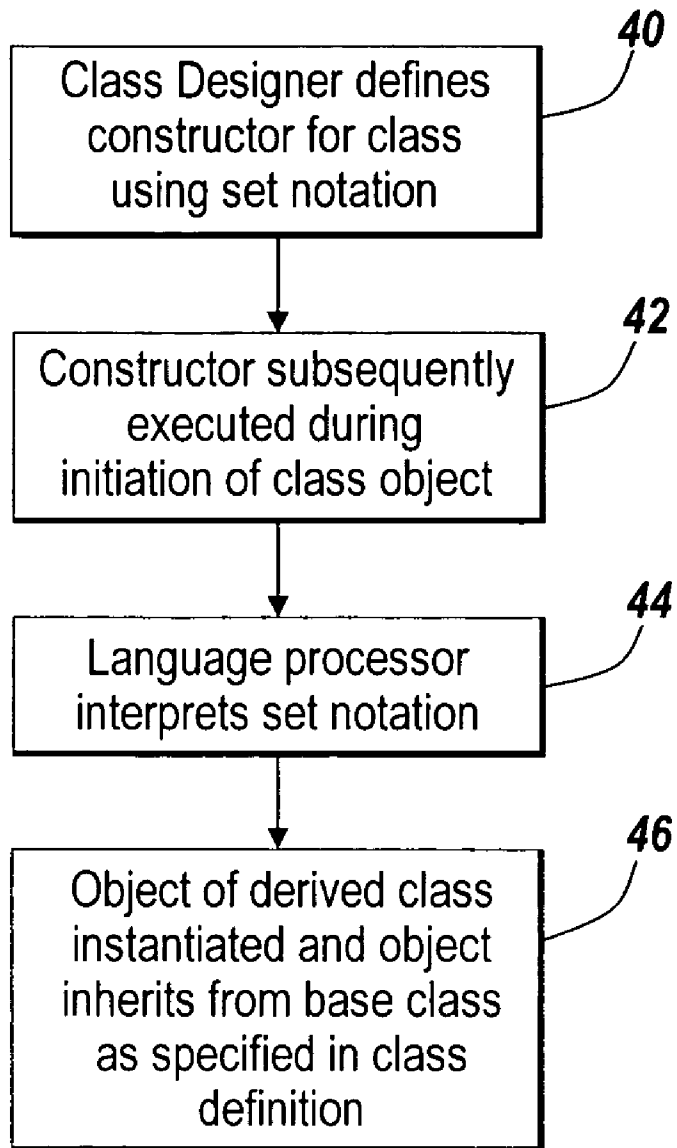 40
Class Designer defines
constructor for class
using set notation
42
Constructor subsequently
executed during
initiation of class object
44
Language processor
interprets set notation
46
Object of derived class
instantiated and object
inherits from base class
as specified in class
definition